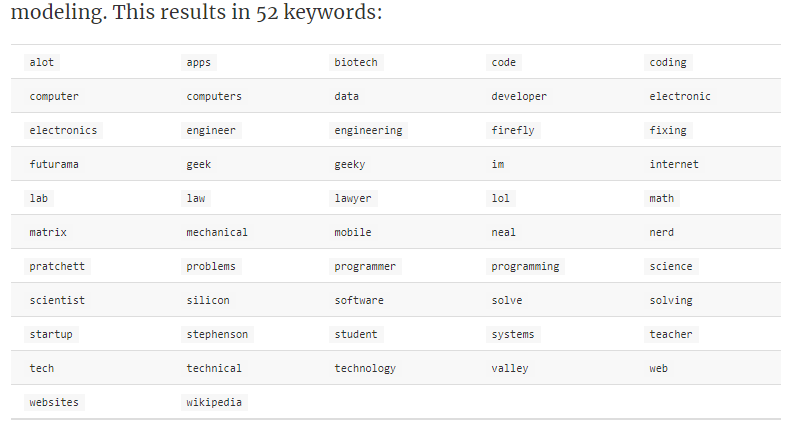 modeling. This results in 52 keywords:
alot apps biotech code coding
computer computers data developer electronic
electronics engineer engineering firefly fixing
futurama geek geeky im internet
lab law lawyer lol math
matrix mechanical mobile neal nerd
pratchett problems programmer programming science
scientist silicon software solve solving
startup stephenson student systems teacher
tech technical technology valley web
websites wikipedia